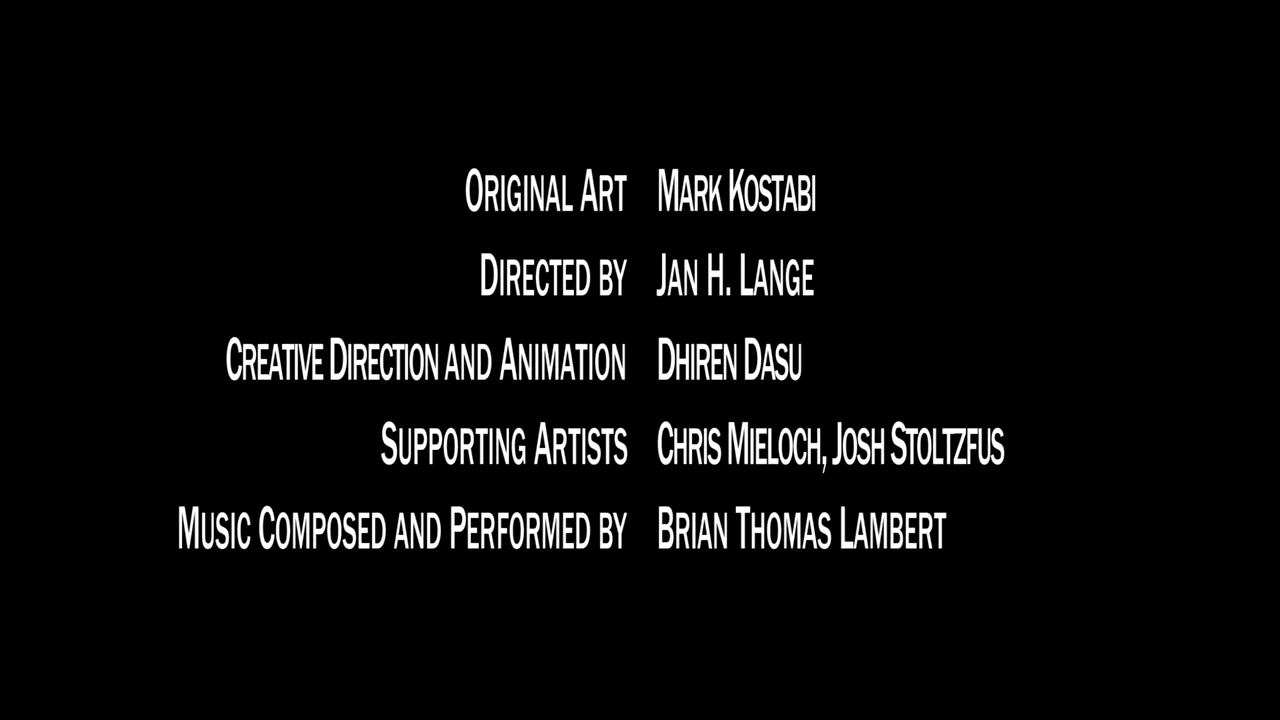 Original Art Mark Kostabi
Directed by Jan H. Lange
Creative Direction and Animation Dhiren Dasu
Supporting Artists Chris Mieloch, Josh Stoltzfus
Music Composed and Performed by Brian Thomas Lambert